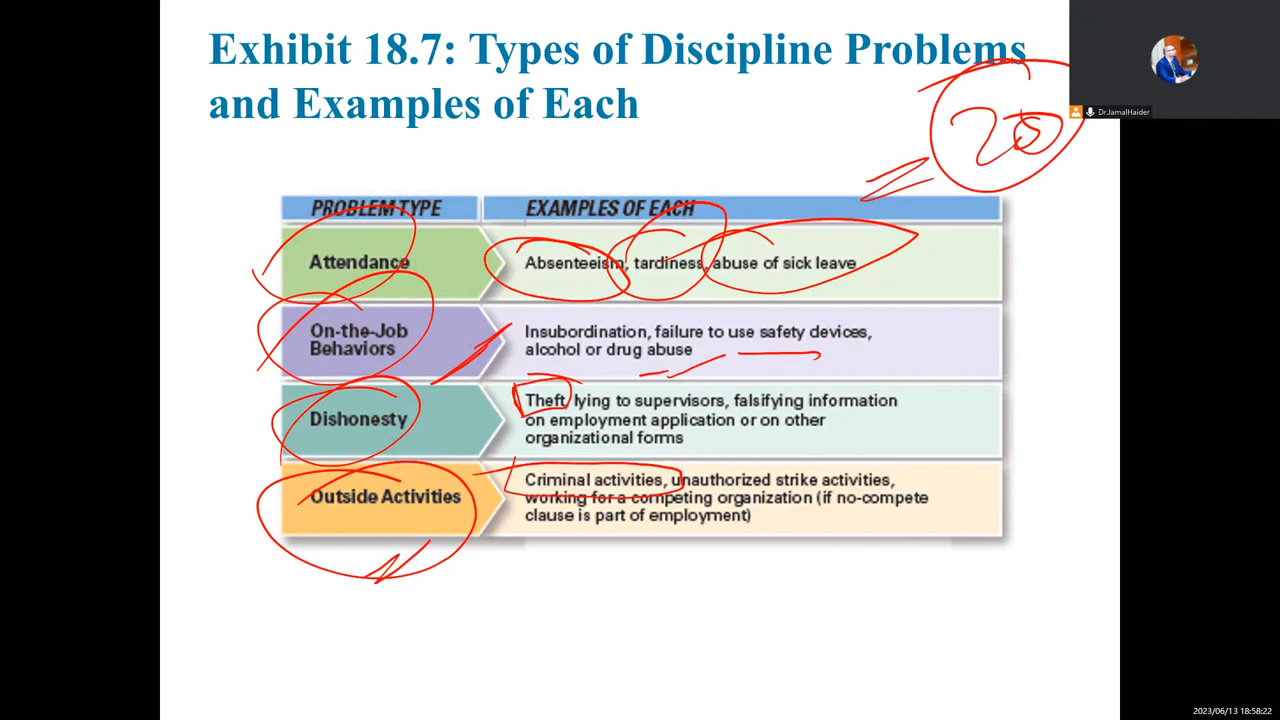 Exhibit 18.7: Types of Discipline Problems
and Examples of Each
Dr.JamalHaider
20
PROBLEM TYPE
EXAMPLES OF EACH
Attendance
Absenteeism, tardiness, abuse of sick leave
On-the-Job
Behaviors
Insubordination, failure to use safety devices,
alcohol or drug abuse
Dishonesty
Theft, lying to supervisors, falsifying information
on employment application or on other
organizational forms
Outside Activities
Criminal activities, unauthorized strike activities,
working for a competing organization (if no-compete
clause is part of employment)
2023/06/13 18:58:22